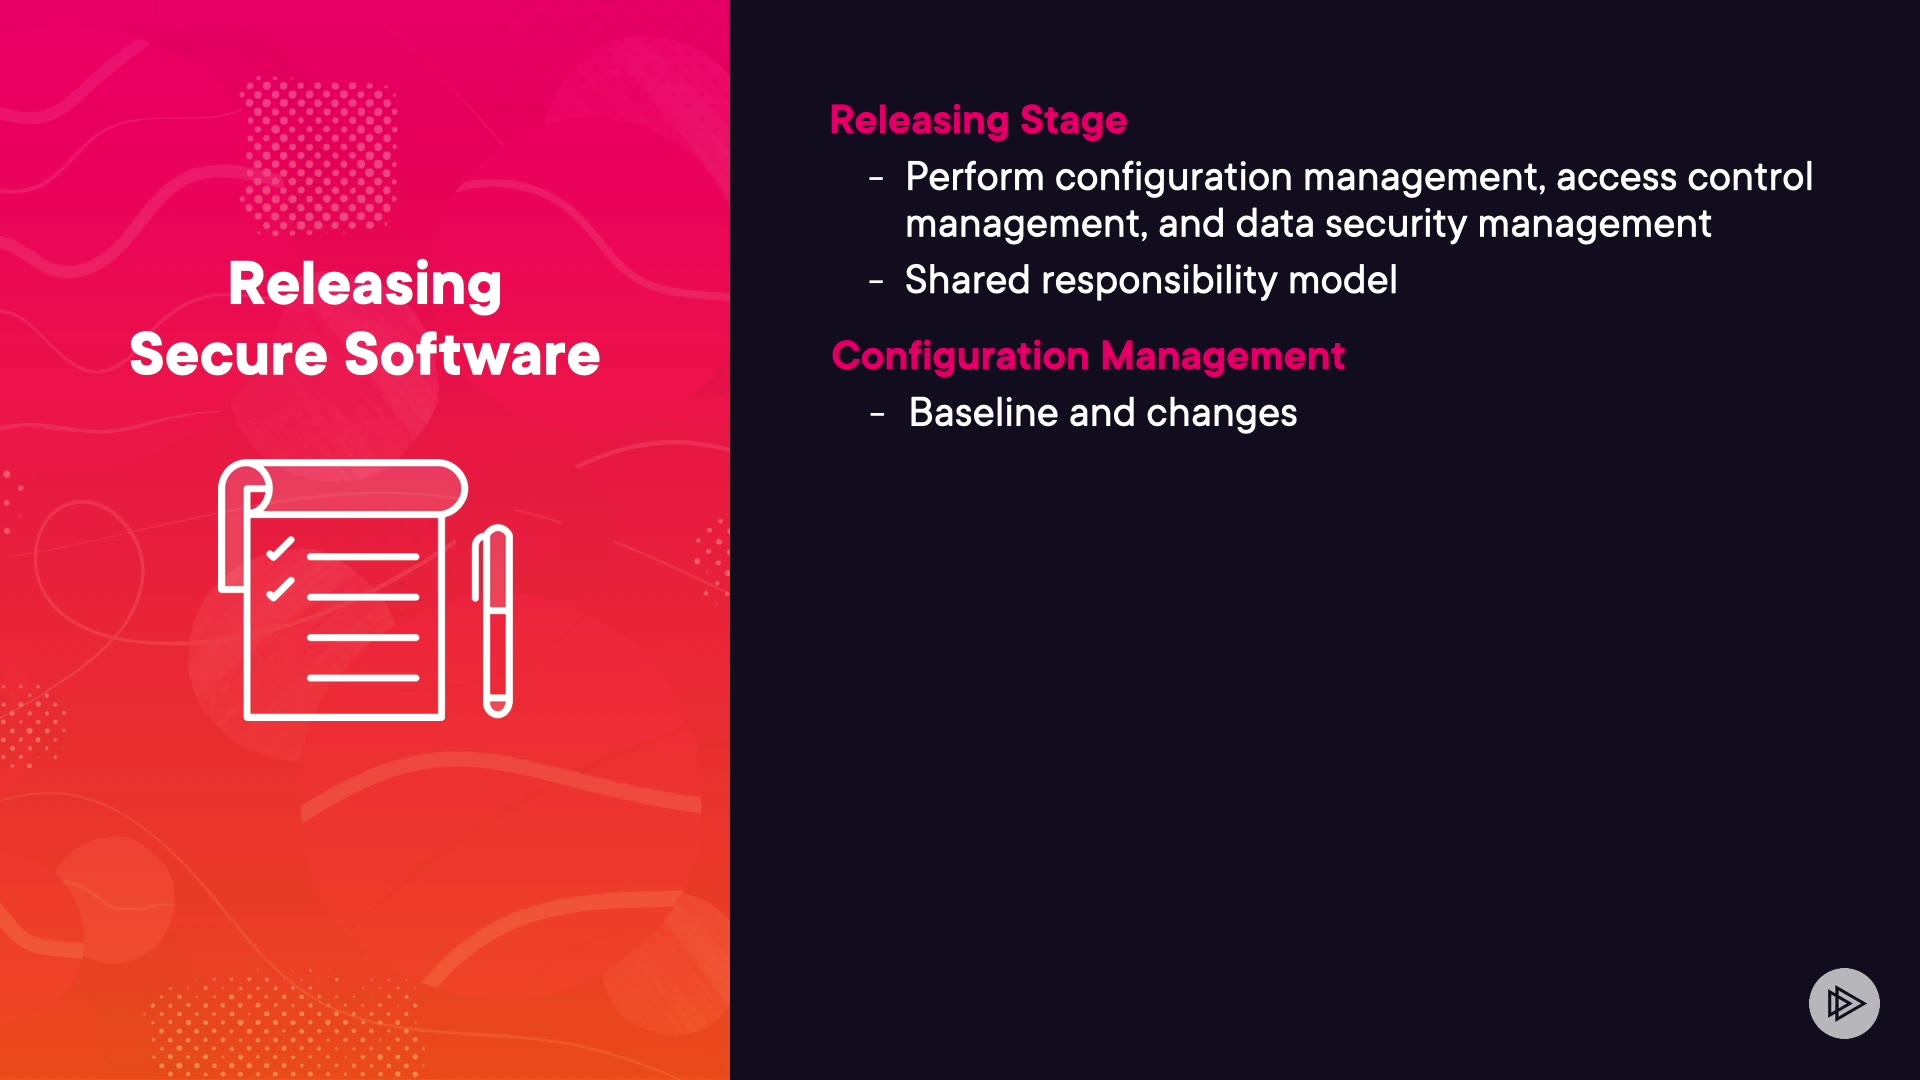 Releasing
Secure Software
Releasing Stage
- Perform configuration management, access control
management, and data security management
- Shared responsibility model
Configuration Management
- Baseline and changes